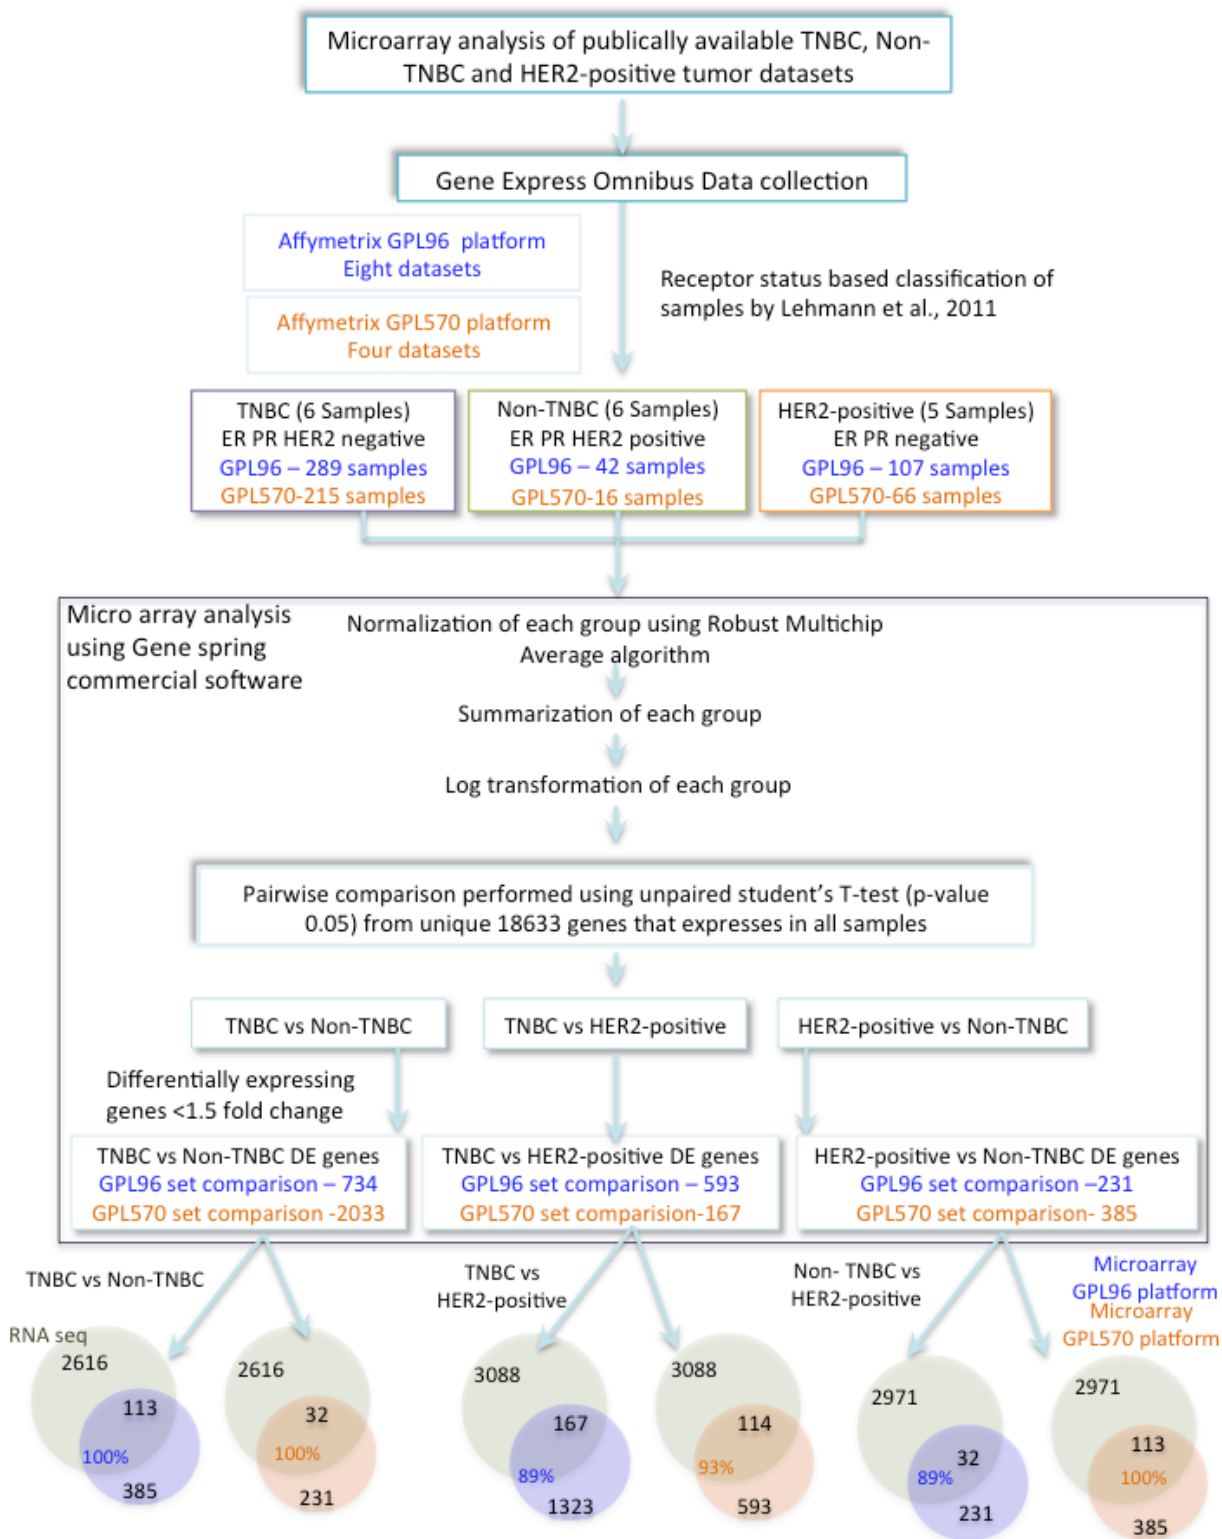 Microarray analysis of publically available TNBC, Non-
TNBC and HER2-positive tumor datasets
Gene Express Omnibus Data collection
Affymetrix GPL96 platform
Eight datasets
Affymetrix GPL570 platform
Four datasets
Receptor status based classification of
samples by Lehmann et al., 2011
TNBC (6 Samples)
ER PR HER2 negative
GPL96 – 289 samples
GPL570-215 samples
Non-TNBC (6 Samples)
ER PR HER2 positive
GPL96 – 42 samples
GPL570-16 samples
HER2-positive (5 Samples)
ER PR negative
GPL96 – 107 samples
GPL570-66 samples
Micro array analysis
using Gene spring
commercial software
Normalization of each group using Robust Multichip
Average algorithm
Summarization of each group
Log transformation of each group
Pairwise comparison performed using unpaired student’s T-test (p-value
0.05) from unique 18633 genes that expresses in all samples
TNBC vs Non-TNBC
TNBC vs HER2-positive
HER2-positive vs Non-TNBC
Differentially expressing
genes <1.5 fold change
TNBC vs Non-TNBC DE genes
GPL96 set comparison – 734
GPL570 set comparison -2033
TNBC vs HER2-positive DE genes
GPL96 set comparison – 593
GPL570 set comparision-167
HER2-positive vs Non-TNBC DE genes
GPL96 set comparison –231
GPL570 set comparison- 385
TNBC vs Non-TNBC
TNBC vs
HER2-positive
Non- TNBC vs
HER2-positive
Microarray
GPL96 platform
Microarray
GPL570 platform
RNA seq
2616
113
100%
385
2616
32
100%
231
3088
167
89%
1323
3088
114
93%
593
2971
32
89%
231
2971
113
100%
385